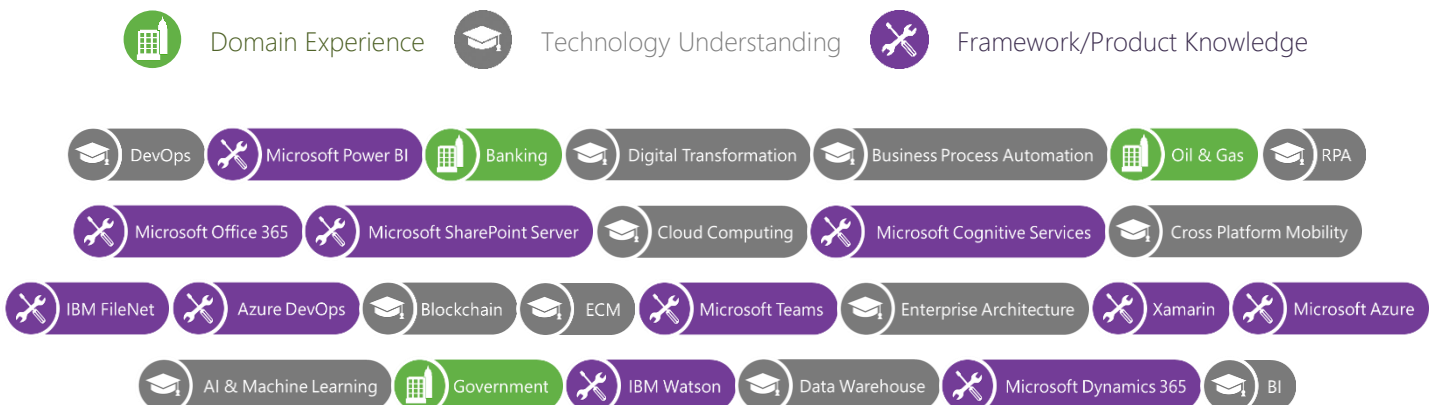 Domain Experience Technology Understanding Framework/Product Knowledge
DevOps Microsoft Power BI Banking Digital Transformation Business Process Automation Oil & Gas RPA
Microsoft Office 365 Microsoft SharePoint Server Cloud Computing Microsoft Cognitive Services Cross Platform Mobility
IBM FileNet Azure DevOps Blockchain ECM Microsoft Teams Enterprise Architecture Xamarin Microsoft Azure
AI & Machine Learning Government IBM Watson Data Warehouse Microsoft Dynamics 365 BI